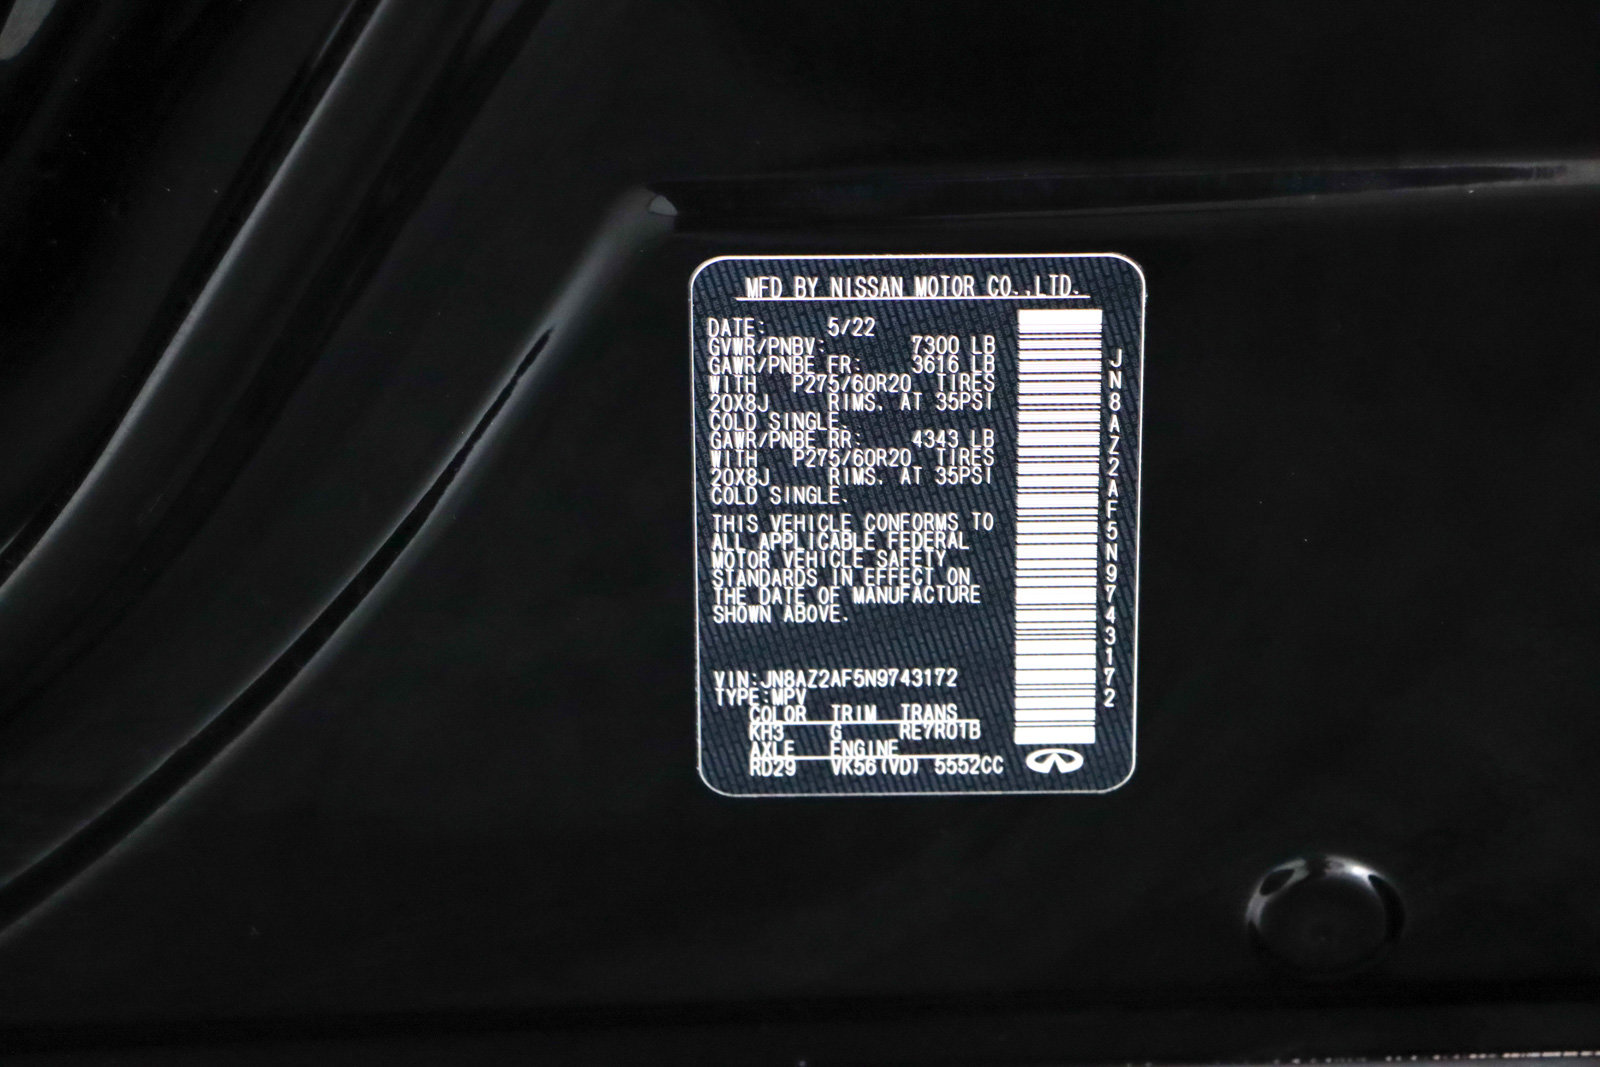 MFD BY NISSAN MOTOR CO.,LTD.
DATE: 5/22
GVWR/PNBV: 7300 LB
GAWR/PNBE FR: 3616 LB
WITH P275/60R20 TIRES
20X8J RIMS, AT 35PSI
COLD SINGLE.
GAWR/PNBE RR: 4343 LB
WITH P275/60R20 TIRES
20X8J RIMS, AT 35PSI
COLD SINGLE.
THIS VEHICLE CONFORMS TO
ALL APPLICABLE FEDERAL
MOTOR VEHICLE SAFETY
STANDARDS IN EFFECT ON
THE DATE OF MANUFACTURE
SHOWN ABOVE.
VIN:JN8AZ2AF5N9743172
TYPE:MPV
COLOR TRIM TRANS
KH3 G RE7R01B
AXLE ENGINE
RD29 VK56(VD) 5552CC
JN8AZ2AF5N9743172